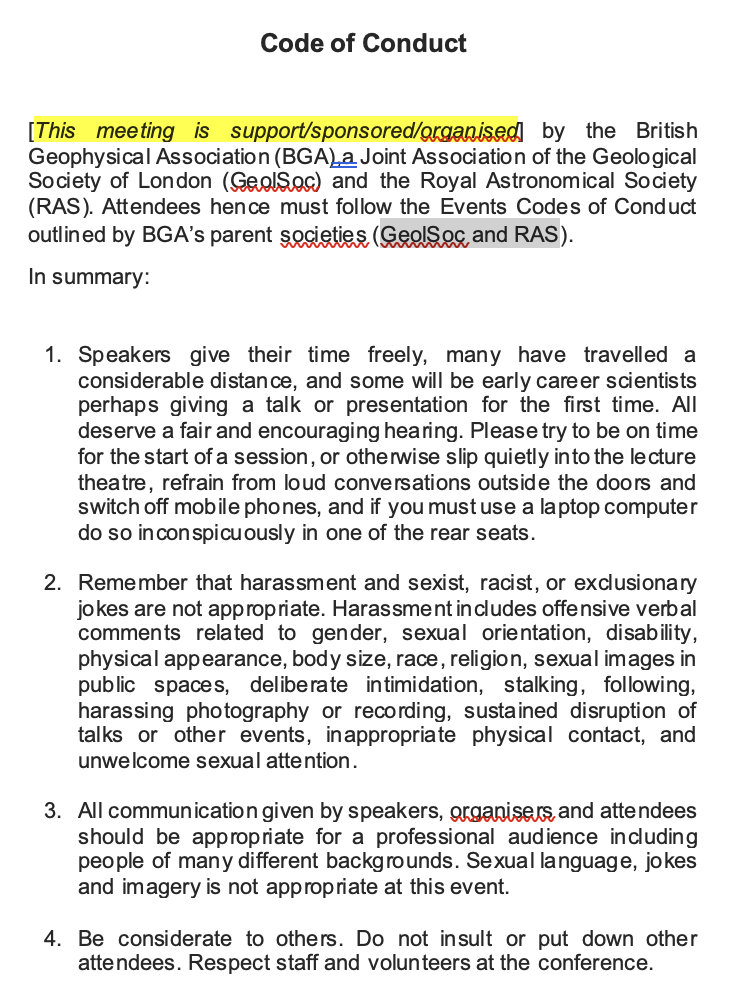 Code of Conduct
[This meeting is support/sponsored/organised] by the British
Geophysical Association (BGA),a Joint Association of the Geological
Society of London (GeolSoc) and the Royal Astronomical Society
(RAS). Attendees hence must follow the Events Codes of Conduct
outlined by BGA's parent societies (GeolSoc and RAS).
In summary:
1. Speakers give their time freely, many have travelled a
considerable distance, and some will be early career scientists
perhaps giving a talk or presentation for the first time. All
deserve a fair and encouraging hearing. Please try to be on time
for the start of a session, or otherwise slip quietly into the lecture
theatre, refrain from loud conversations outside the doors and
switch off mobile phones, and if you must use a laptop computer
do so inconspicuously in one of the rear seats.
2. Remember that harassment and sexist, racist, or exclusionary
jokes are not appropriate. Harassment includes offensive verbal
comments related to gender, sexual orientation, disability,
physical appearance, body size, race, religion, sexual images in
public spaces, deliberate intimidation, stalking, following,
harassing photography or recording, sustained disruption of
talks or other events, inappropriate physical contact, and
unwelcome sexual attention.
3. All communication given by speakers, organisers and attendees
should be appropriate for a professional audience including
people of many different backgrounds. Sexual language, jokes
and imagery is not appropriate at this event.
4. Be considerate to others. Do not insult or put down other
attendees. Respect staff and volunteers at the conference.